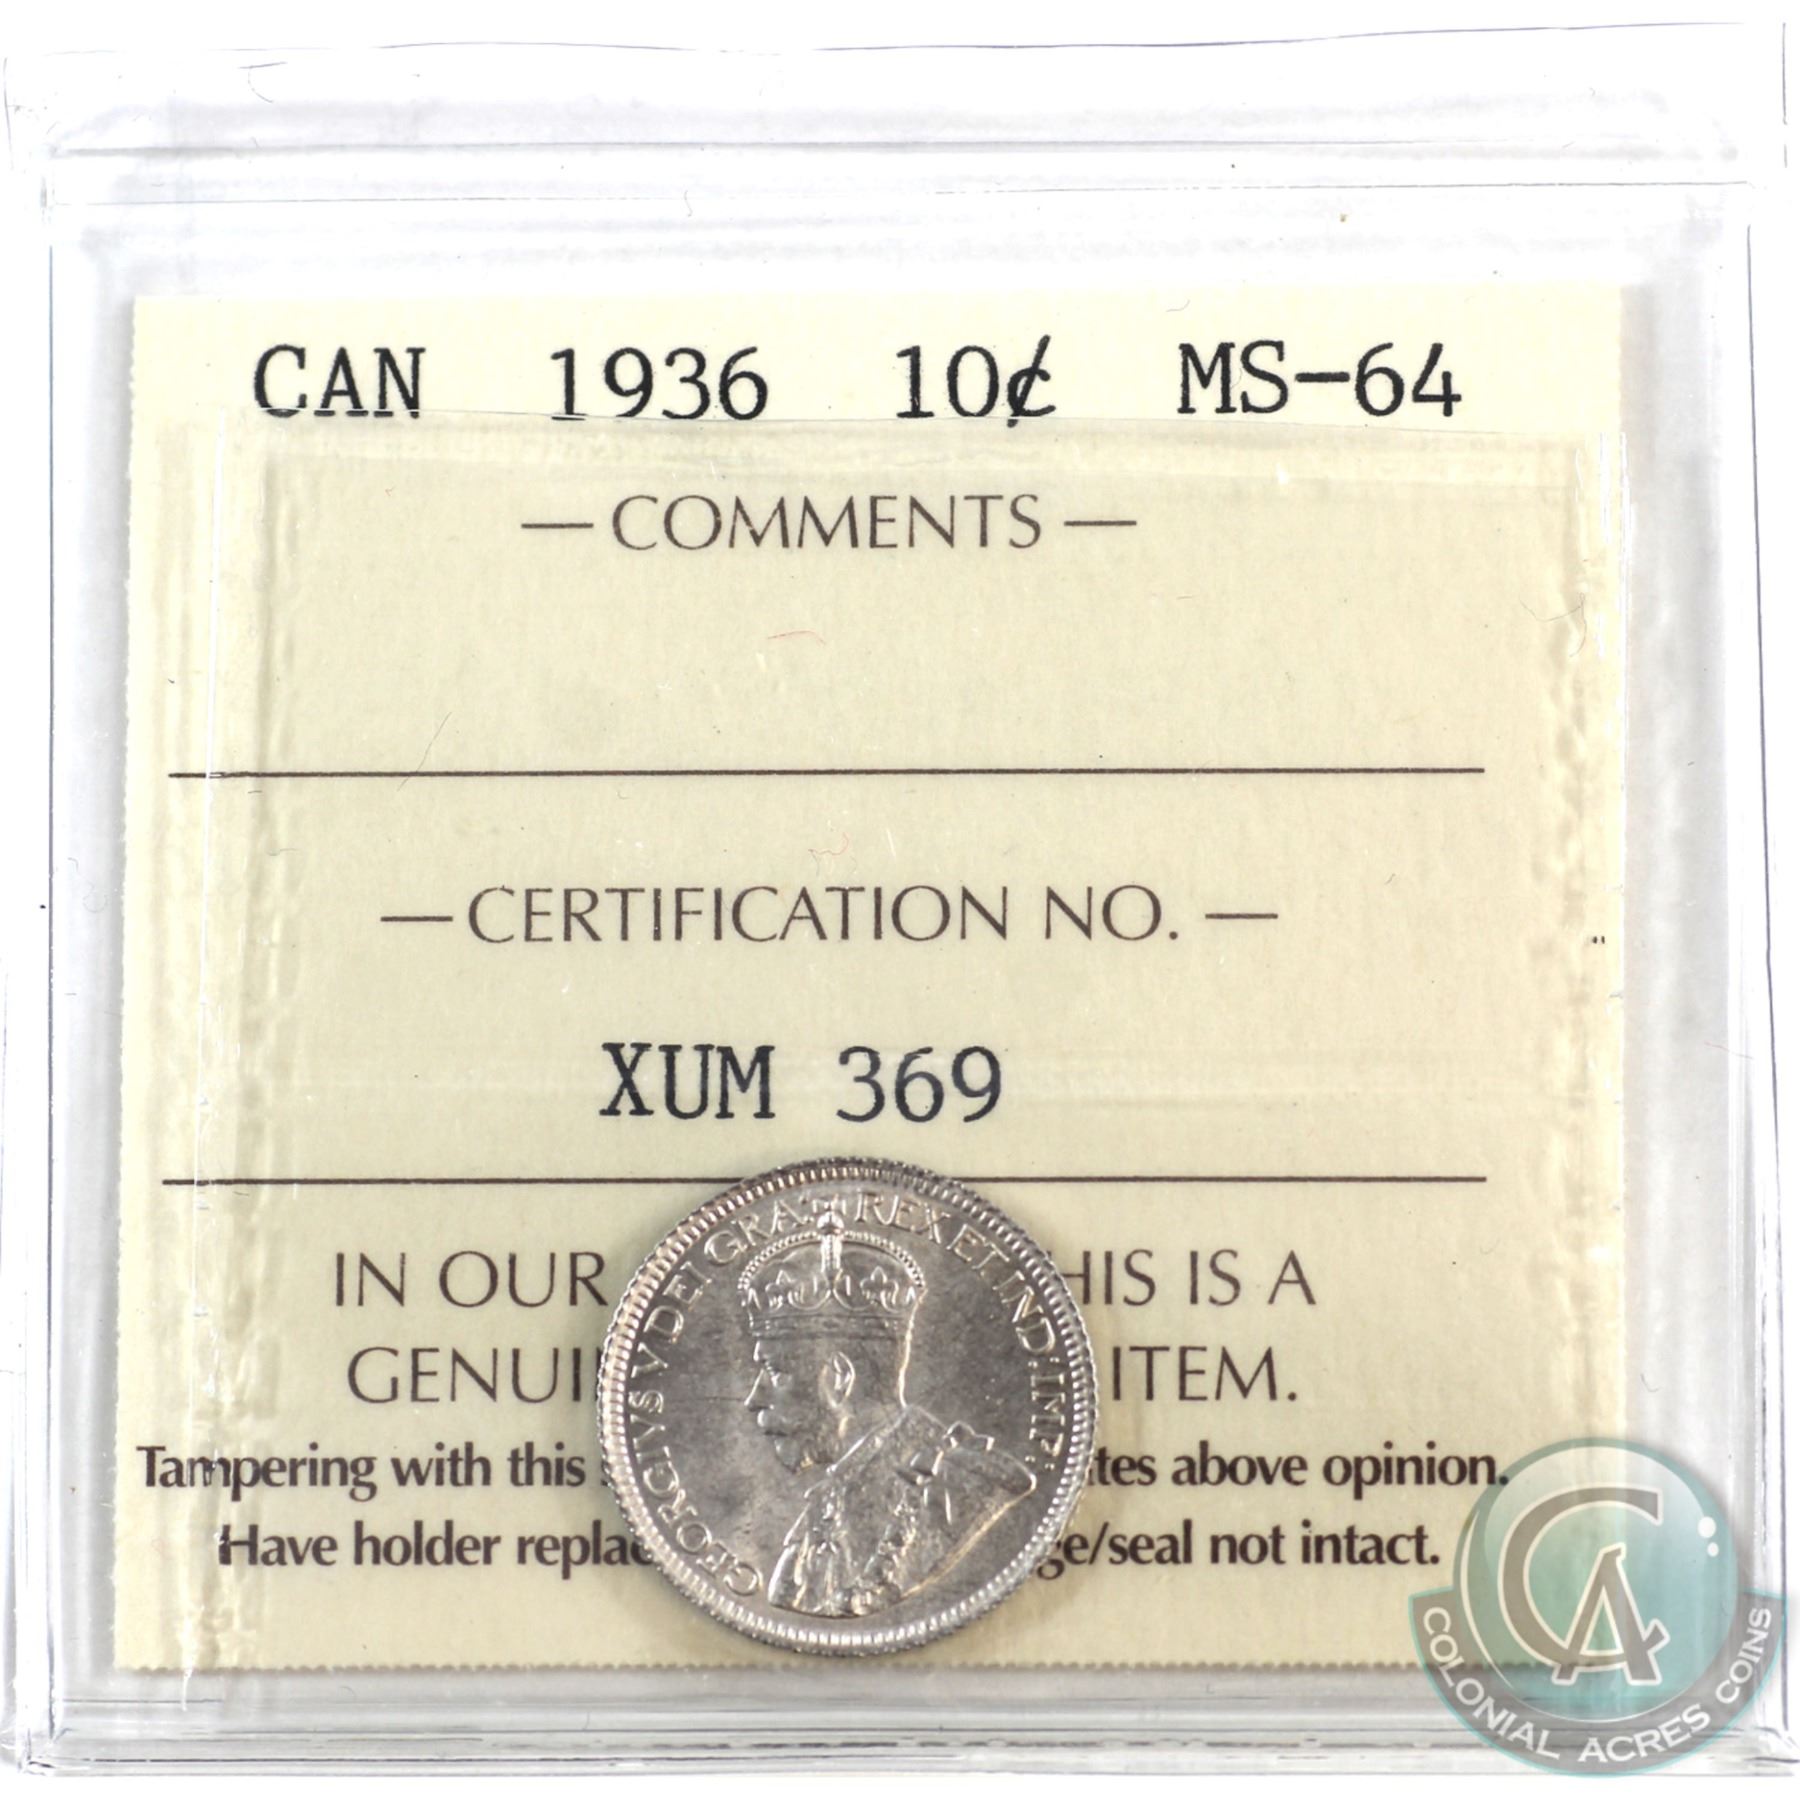 CAN 1936 10¢ MS-64
— COMMENTS —
— CERTIFICATION NO. —
XUM 369
IN OUR HIS IS A
GENUI ITEM.
Tampering with this tes above opinion.
Have holder replac ge/seal not intact.
GEORGIVS V DEI GRA: REX ET IND: IMP:
CA
COLONIAL ACRES COINS